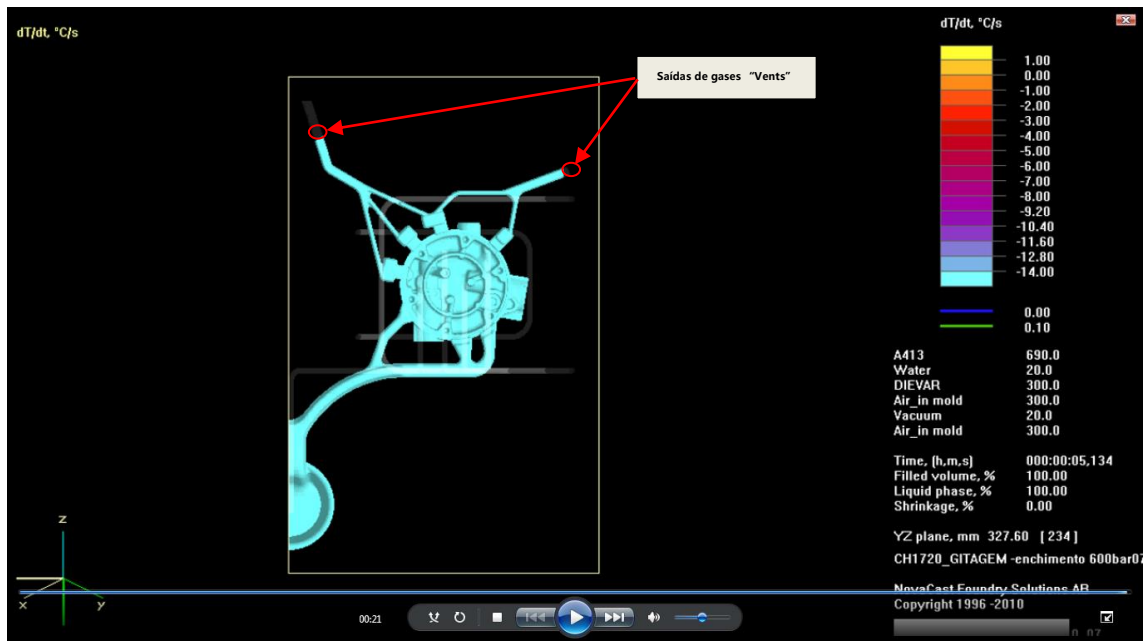 dT/dt, °C/s
dT/dt, °C/s
Saídas de gases “Vents”
1.00
0.00
-1.00
-2.00
-3.00
-4.00
-5.00
-6.00
-7.00
-8.00
-9.20
-10.40
-11.60
-12.80
-14.00
0.00
0.10
A413 690.0
Water 20.0
DIEVAR 300.0
Air_in mold 300.0
Vacuum 20.0
Air_in mold 300.0
Time, (h,m,s) 000:00:05,134
Filled volume, % 100.00
Liquid phase, % 100.00
Shrinkage, % 0.00
YZ plane, mm 327.60 [ 234 ]
CH1720_GITAGEM -enchimento 600bar07
NovaCast Foundry Solutions AB
Copyright 1996 -2010
z
x
y
00:21
0.07